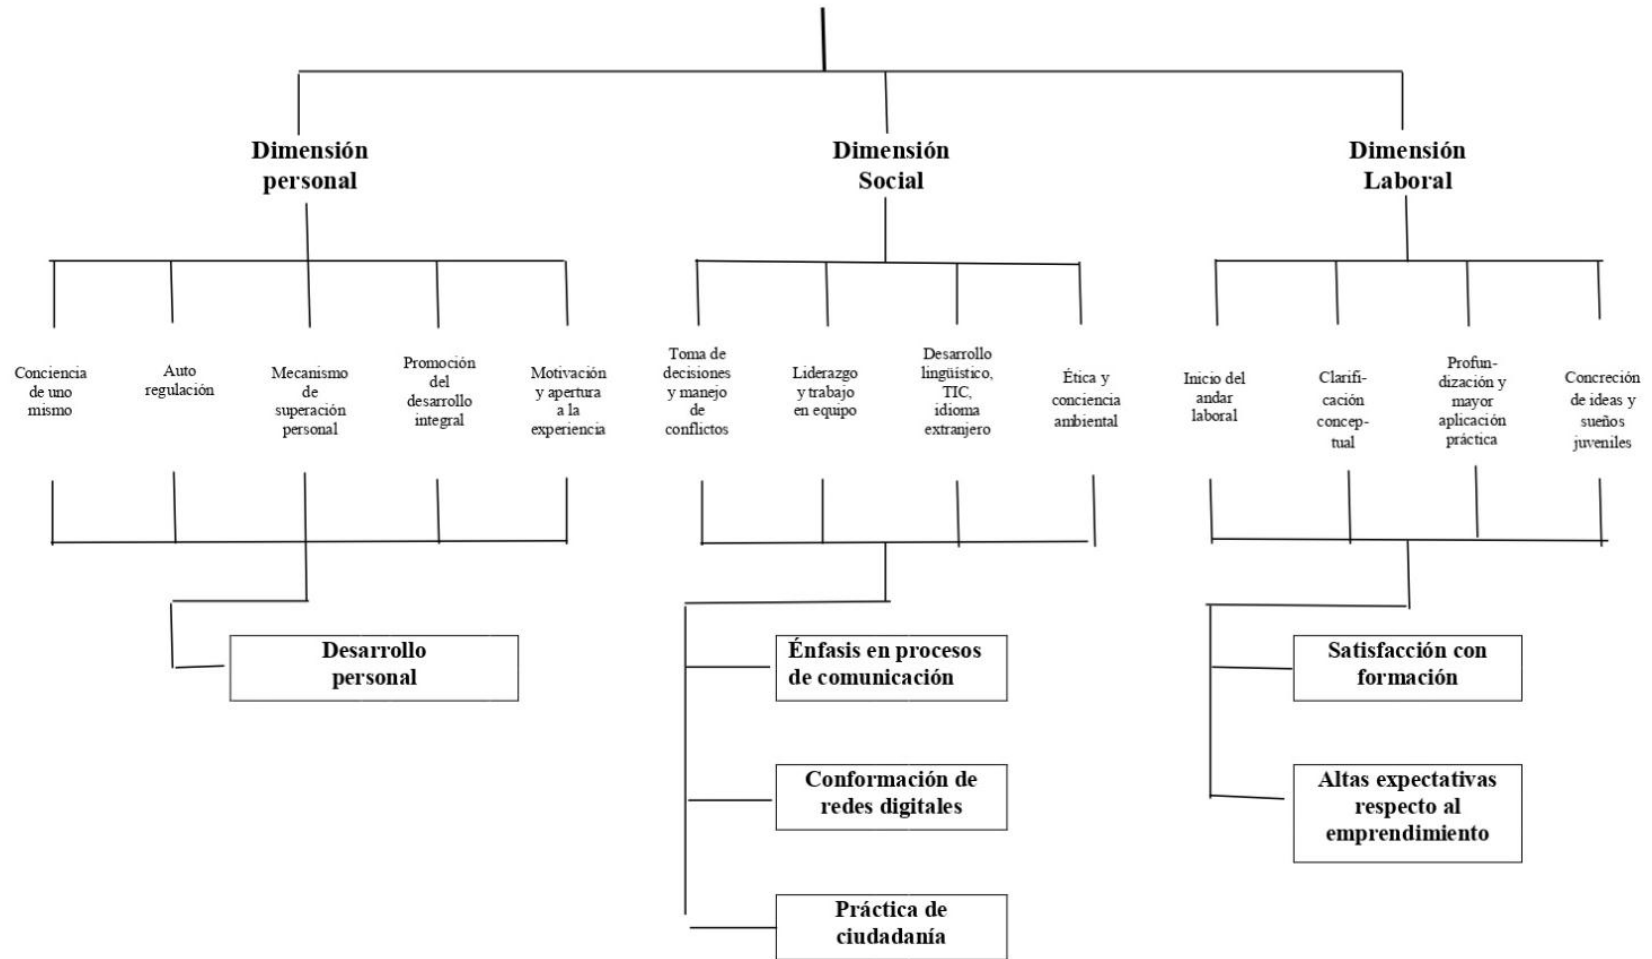 Dimensión
personal
Dimensión
Social
Dimensión
Laboral
Conciencia
de uno
mismo
Auto
regulación
Mecanismo
de
superación
personal
Promoción
del
desarrollo
integral
Motivación
y apertura
a la
experiencia
Toma de
decisiones
y manejo
de
conflictos
Liderazgo
y trabajo
en equipo
Desarrollo
lingüístico,
TIC,
idioma
extranjero
Ética y
conciencia
ambiental
Inicio del
andar
laboral
Clarifi-
cación
concep-
tual
Profun-
dización y
mayor
aplicación
práctica
Concreción
de ideas y
sueños
juveniles
Desarrollo
personal
Énfasis en procesos
de comunicación
Conformación de
redes digitales
Práctica de
ciudadanía
Satisfacción con
formación
Altas expectativas
respecto al
emprendimiento